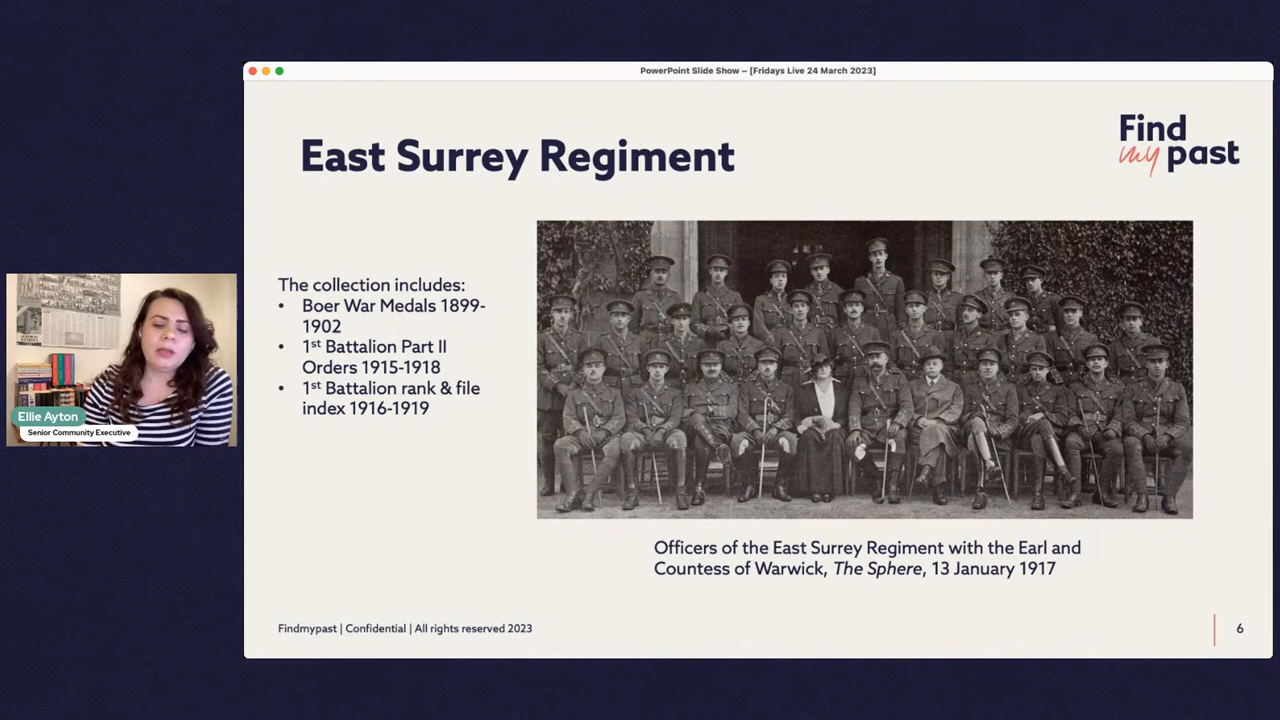 PowerPoint Slide Show – [Fridays Live 24 March 2023]
East Surrey Regiment
Find
my past
The collection includes:
• Boer War Medals 1899-
1902
• 1st Battalion Part II
Orders 1915-1918
• 1st Battalion rank & file
index 1916-1919
Ellie Ayton
Senior Community Executive
Officers of the East Surrey Regiment with the Earl and
Countess of Warwick, The Sphere, 13 January 1917
Findmypast | Confidential | All rights reserved 2023
6